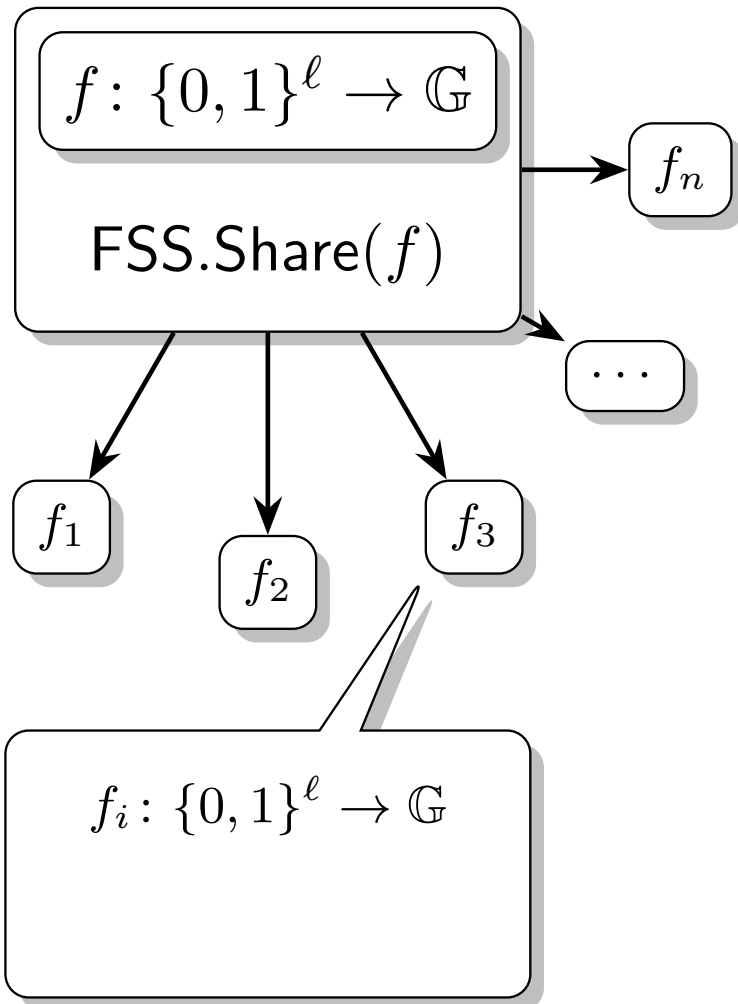 f : {0, 1}^ℓ → 𝔾
FSS.Share(f)
f_n
···
f_1
f_2
f_3
f_i : {0, 1}^ℓ → 𝔾